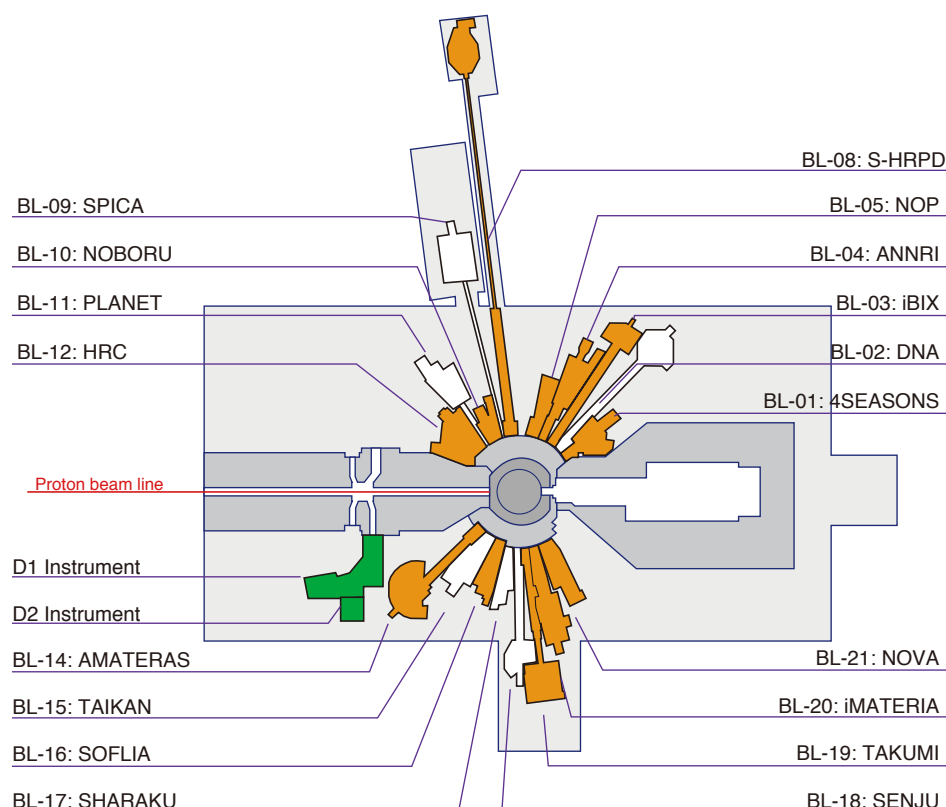 BL-08: S-HRPD
BL-09: SPICA
BL-05: NOP
BL-10: NOBORU
BL-04: ANNRI
BL-11: PLANET
BL-03: iBIX
BL-12: HRC
BL-02: DNA
BL-01: 4SEASONS
Proton beam line
D1 Instrument
D2 Instrument
BL-14: AMATERAS
BL-21: NOVA
BL-15: TAIKAN
BL-20: iMATERIA
BL-16: SOFLIA
BL-19: TAKUMI
BL-17: SHARAKU
BL-18: SENJU